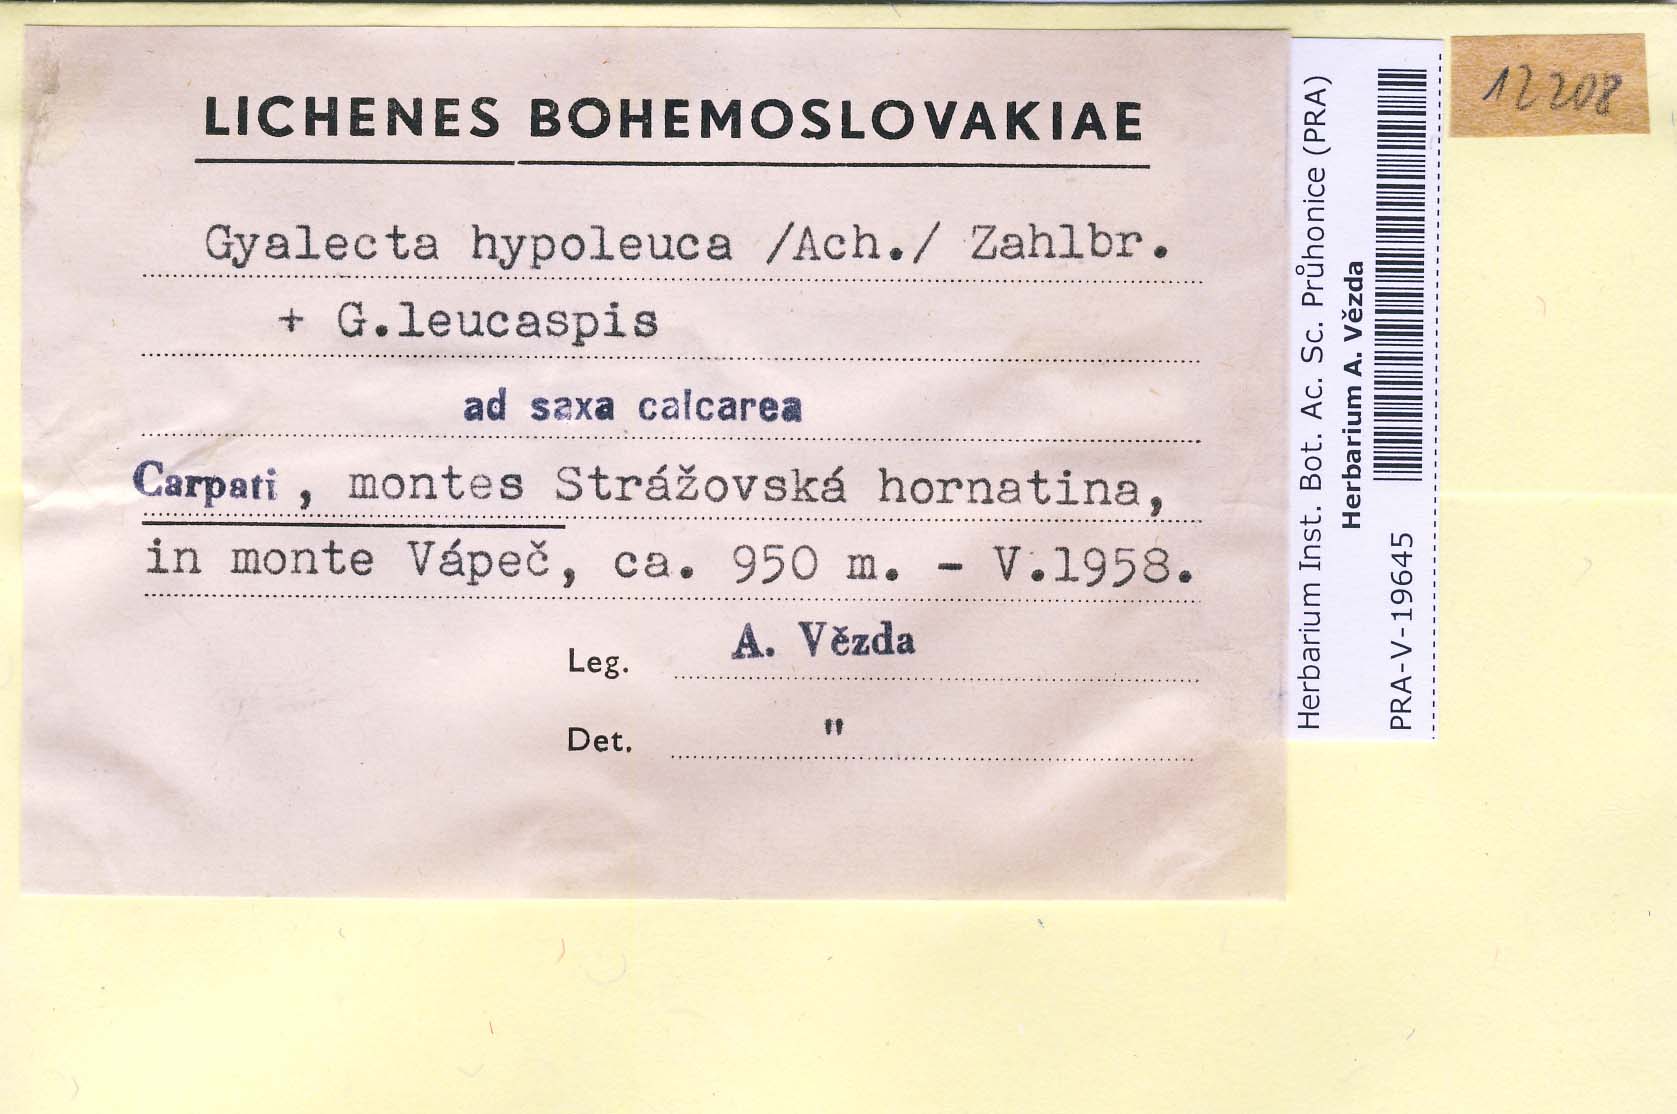 LICHENES BOHEMOSLOVAKIAE
Gyalecta hypoleuca /Ach./ Zahlbr.
+ G.leucaspis
ad saxa calcarea
Carpati, montes Strážovská hornatina,
in monte Vápeč, ca. 950 m. - V.1958.
Leg. A. Vězda
Det. "
Herbarium Inst. Bot. Ac. Sc. Průhonice (PRA)
Herbarium A. Vězda
PRA-V-19645
12208